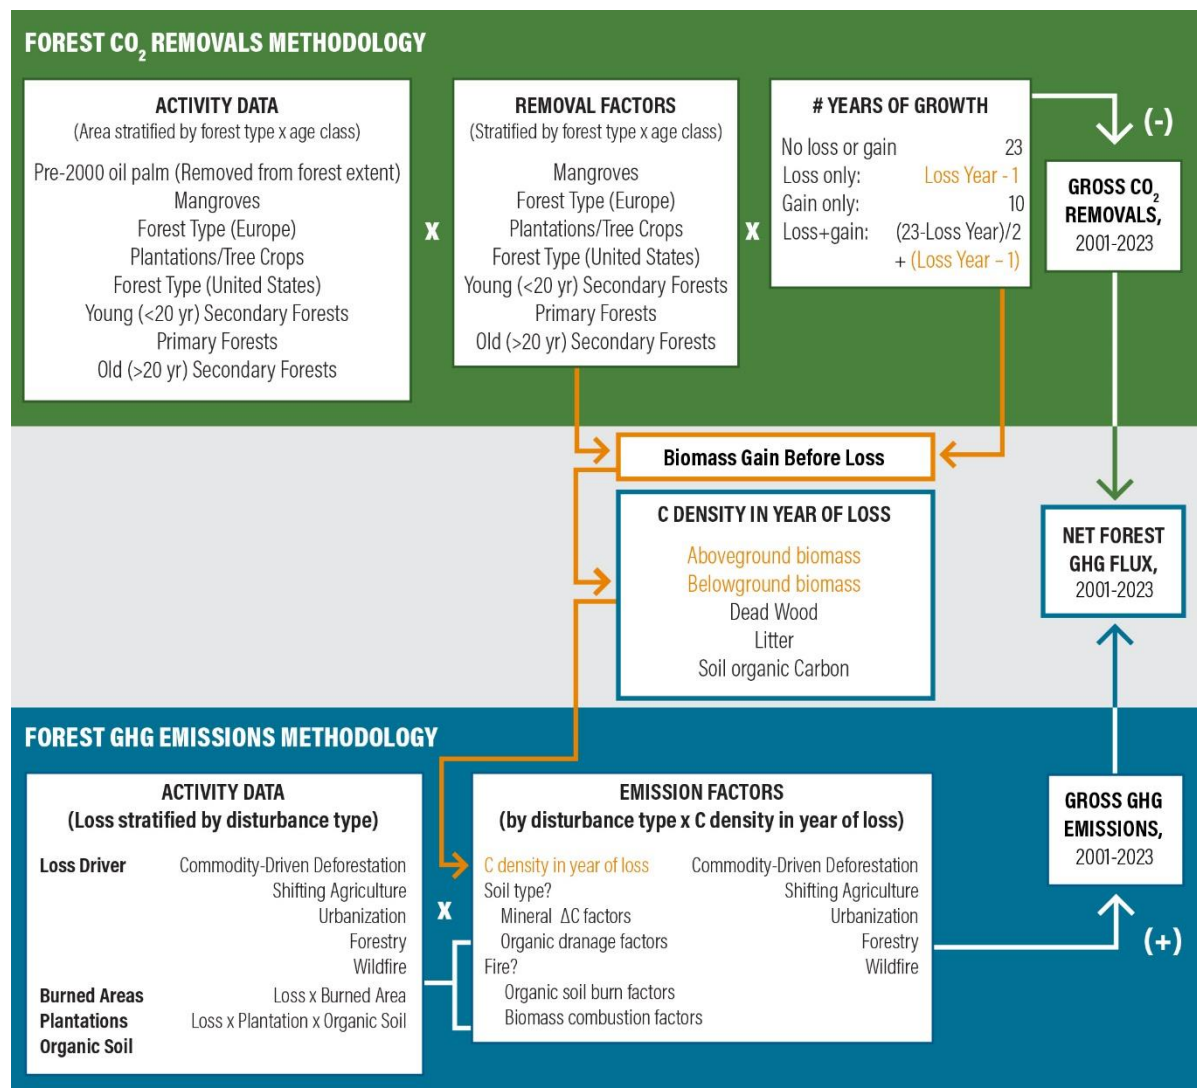 FOREST CO₂ REMOVALS METHODOLOGY
ACTIVITY DATA
(Area stratified by forest type x age class)
Pre-2000 oil palm (Removed from forest extent)
Mangroves
Forest Type (Europe)
Plantations/Tree Crops
Forest Type (United States)
Young (<20 yr) Secondary Forests
Primary Forests
Old (>20 yr) Secondary Forests
x
REMOVAL FACTORS
(Stratified by forest type x age class)
Mangroves
Forest Type (Europe)
Plantations/Tree Crops
Forest Type (United States)
Young (<20 yr) Secondary Forests
Primary Forests
Old (>20 yr) Secondary Forests
x
# YEARS OF GROWTH
No loss or gain 23
Loss only: Loss Year - 1
Gain only: 10
Loss+gain: (23-Loss Year)/2
+ (Loss Year – 1)
(-)
GROSS CO₂
REMOVALS,
2001-2023
Biomass Gain Before Loss
C DENSITY IN YEAR OF LOSS
Aboveground biomass
Belowground biomass
Dead Wood
Litter
Soil organic Carbon
NET FOREST
GHG FLUX,
2001-2023
FOREST GHG EMISSIONS METHODOLOGY
ACTIVITY DATA
(Loss stratified by disturbance type)
Loss Driver Commodity-Driven Deforestation
Shifting Agriculture
Urbanization
Forestry
Wildfire
Burned Areas Loss x Burned Area
Plantations Loss x Plantation x Organic Soil
Organic Soil
x
EMISSION FACTORS
(by disturbance type x C density in year of loss)
C density in year of loss Commodity-Driven Deforestation
Soil type? Shifting Agriculture
Mineral ΔC factors Urbanization
Organic dranage factors Forestry
Fire? Wildfire
Organic soil burn factors
Biomass combustion factors
GROSS GHG
EMISSIONS,
2001-2023
(+)